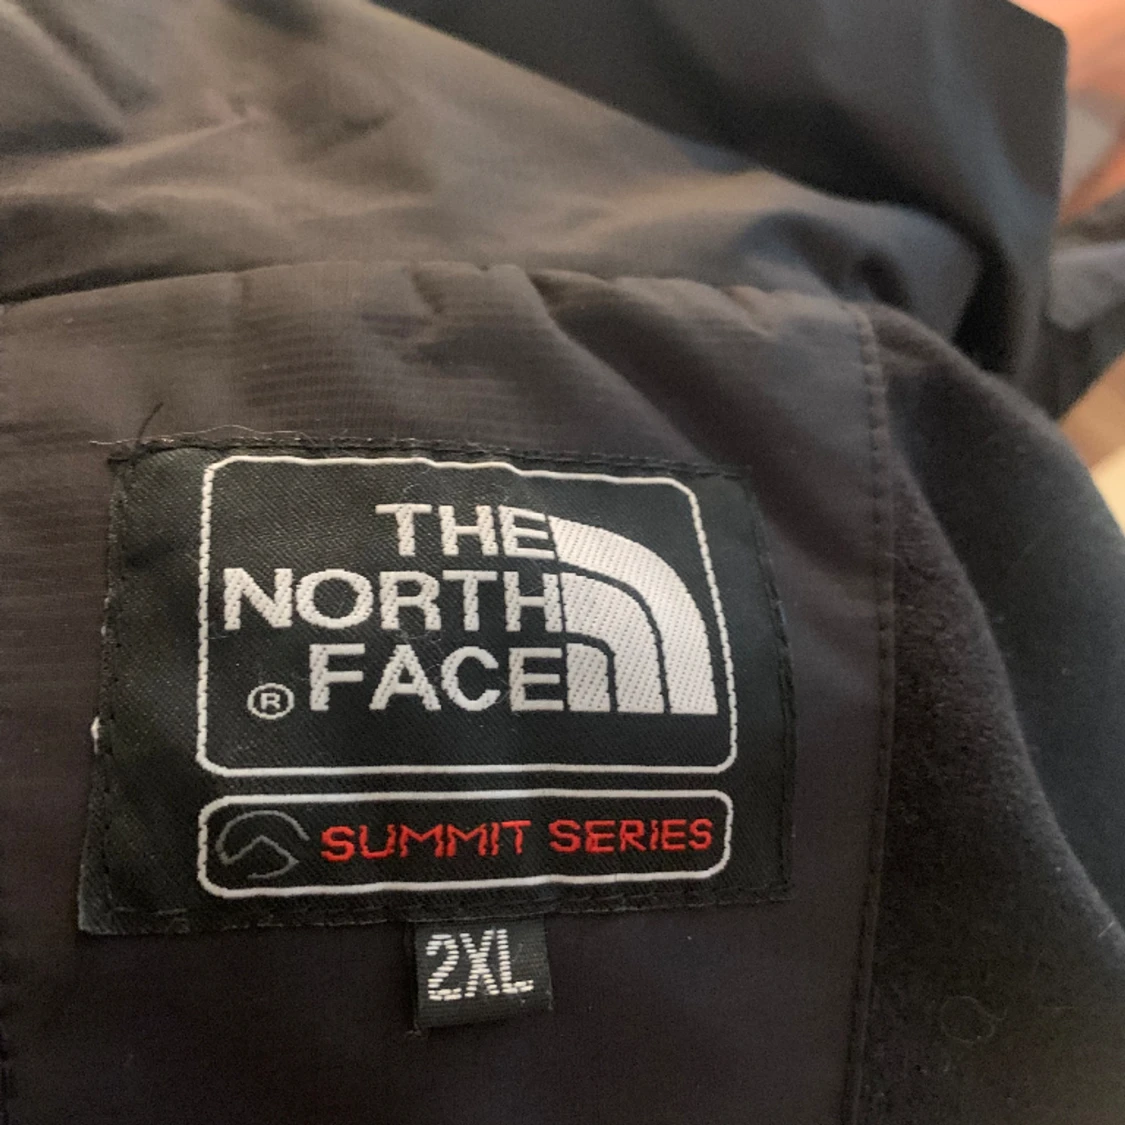 THE
NORTH
® FACE
SUMMIT SERIES
2XL